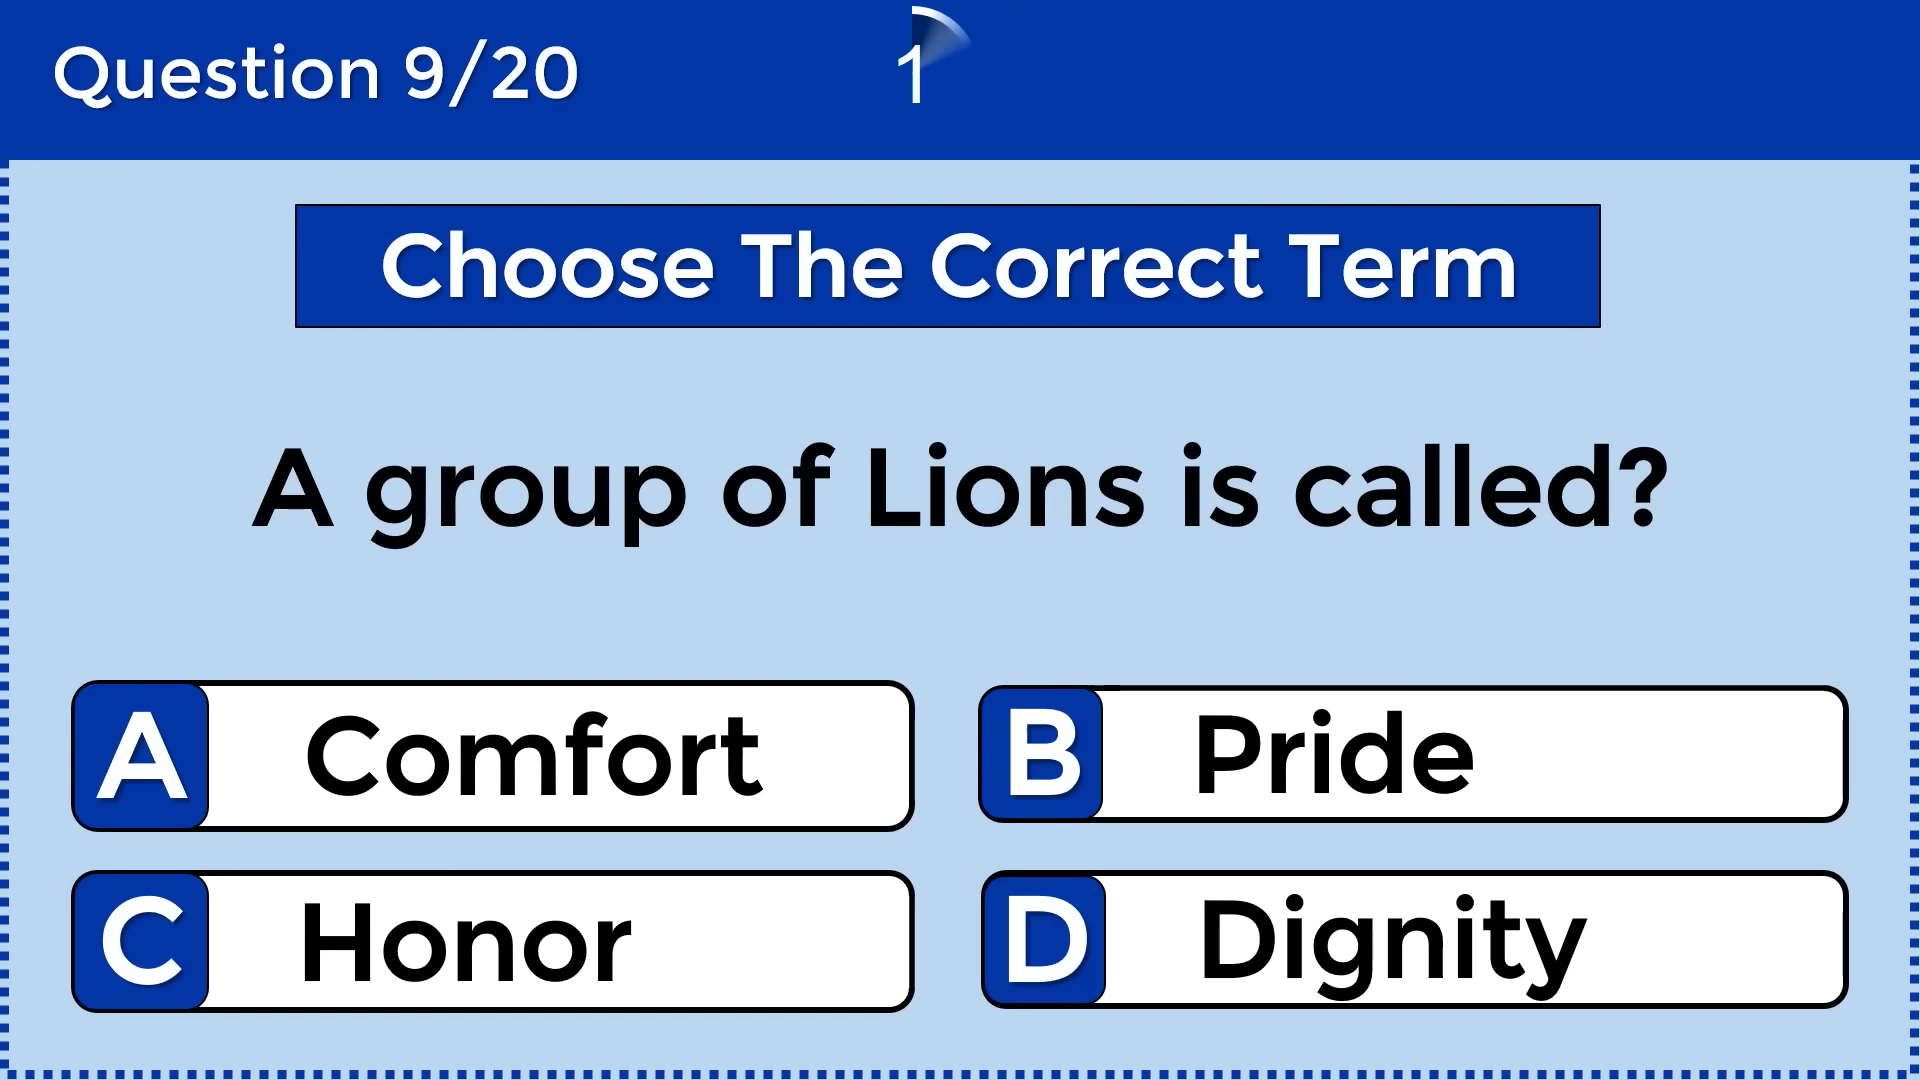 Question 9/20
1
Choose The Correct Term
A group of Lions is called?
A Comfort
B Pride
C Honor
D Dignity